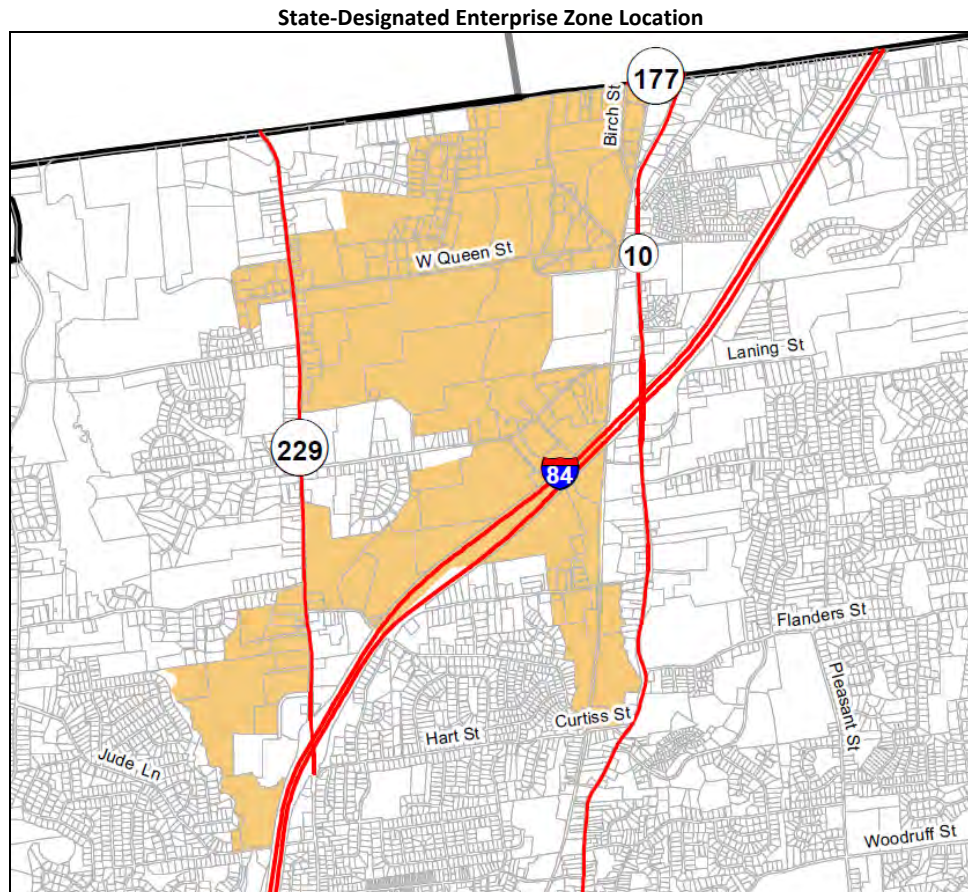 State-Designated Enterprise Zone Location
177
Birch St
W Queen St
10
Laning St
229
84
Flanders St
Pleasant St
Curtiss St
Hart St
Jude Ln
Woodruff St